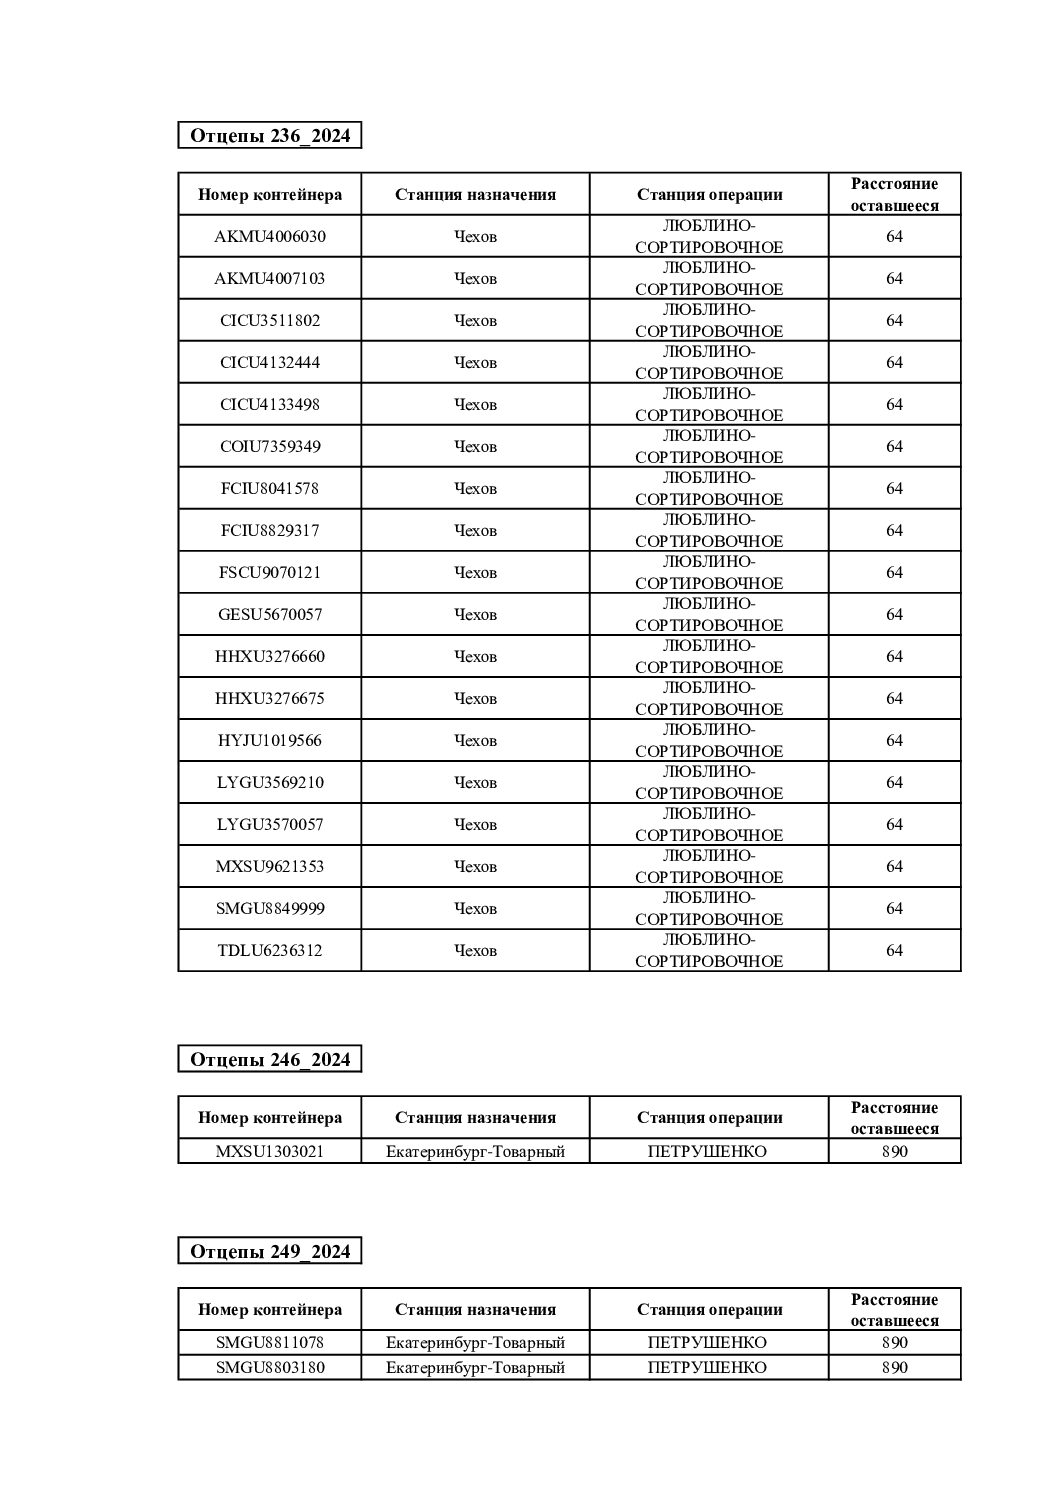 Отцепы 236_2024
Номер контейнера Станция назначения Станция операции Расстояние
оставшееся
AKMU4006030 Чехов ЛЮБЛИНО-
СОРТИРОВОЧНОЕ 64
AKMU4007103 Чехов ЛЮБЛИНО-
СОРТИРОВОЧНОЕ 64
CICU3511802 Чехов ЛЮБЛИНО-
СОРТИРОВОЧНОЕ 64
CICU4132444 Чехов ЛЮБЛИНО-
СОРТИРОВОЧНОЕ 64
CICU4133498 Чехов ЛЮБЛИНО-
СОРТИРОВОЧНОЕ 64
COIU7359349 Чехов ЛЮБЛИНО-
СОРТИРОВОЧНОЕ 64
FCIU8041578 Чехов ЛЮБЛИНО-
СОРТИРОВОЧНОЕ 64
FCIU8829317 Чехов ЛЮБЛИНО-
СОРТИРОВОЧНОЕ 64
FSCU9070121 Чехов ЛЮБЛИНО-
СОРТИРОВОЧНОЕ 64
GESU5670057 Чехов ЛЮБЛИНО-
СОРТИРОВОЧНОЕ 64
HHXU3276660 Чехов ЛЮБЛИНО-
СОРТИРОВОЧНОЕ 64
HHXU3276675 Чехов ЛЮБЛИНО-
СОРТИРОВОЧНОЕ 64
HYJU1019566 Чехов ЛЮБЛИНО-
СОРТИРОВОЧНОЕ 64
LYGU3569210 Чехов ЛЮБЛИНО-
СОРТИРОВОЧНОЕ 64
LYGU3570057 Чехов ЛЮБЛИНО-
СОРТИРОВОЧНОЕ 64
MXSU9621353 Чехов ЛЮБЛИНО-
СОРТИРОВОЧНОЕ 64
SMGU8849999 Чехов ЛЮБЛИНО-
СОРТИРОВОЧНОЕ 64
TDLU6236312 Чехов ЛЮБЛИНО-
СОРТИРОВОЧНОЕ 64
Отцепы 246_2024
Номер контейнера Станция назначения Станция операции Расстояние
оставшееся
MXSU1303021 Екатеринбург-Товарный ПЕТРУШЕНКО 890
Отцепы 249_2024
Номер контейнера Станция назначения Станция операции Расстояние
оставшееся
SMGU8811078 Екатеринбург-Товарный ПЕТРУШЕНКО 890
SMGU8803180 Екатеринбург-Товарный ПЕТРУШЕНКО 890